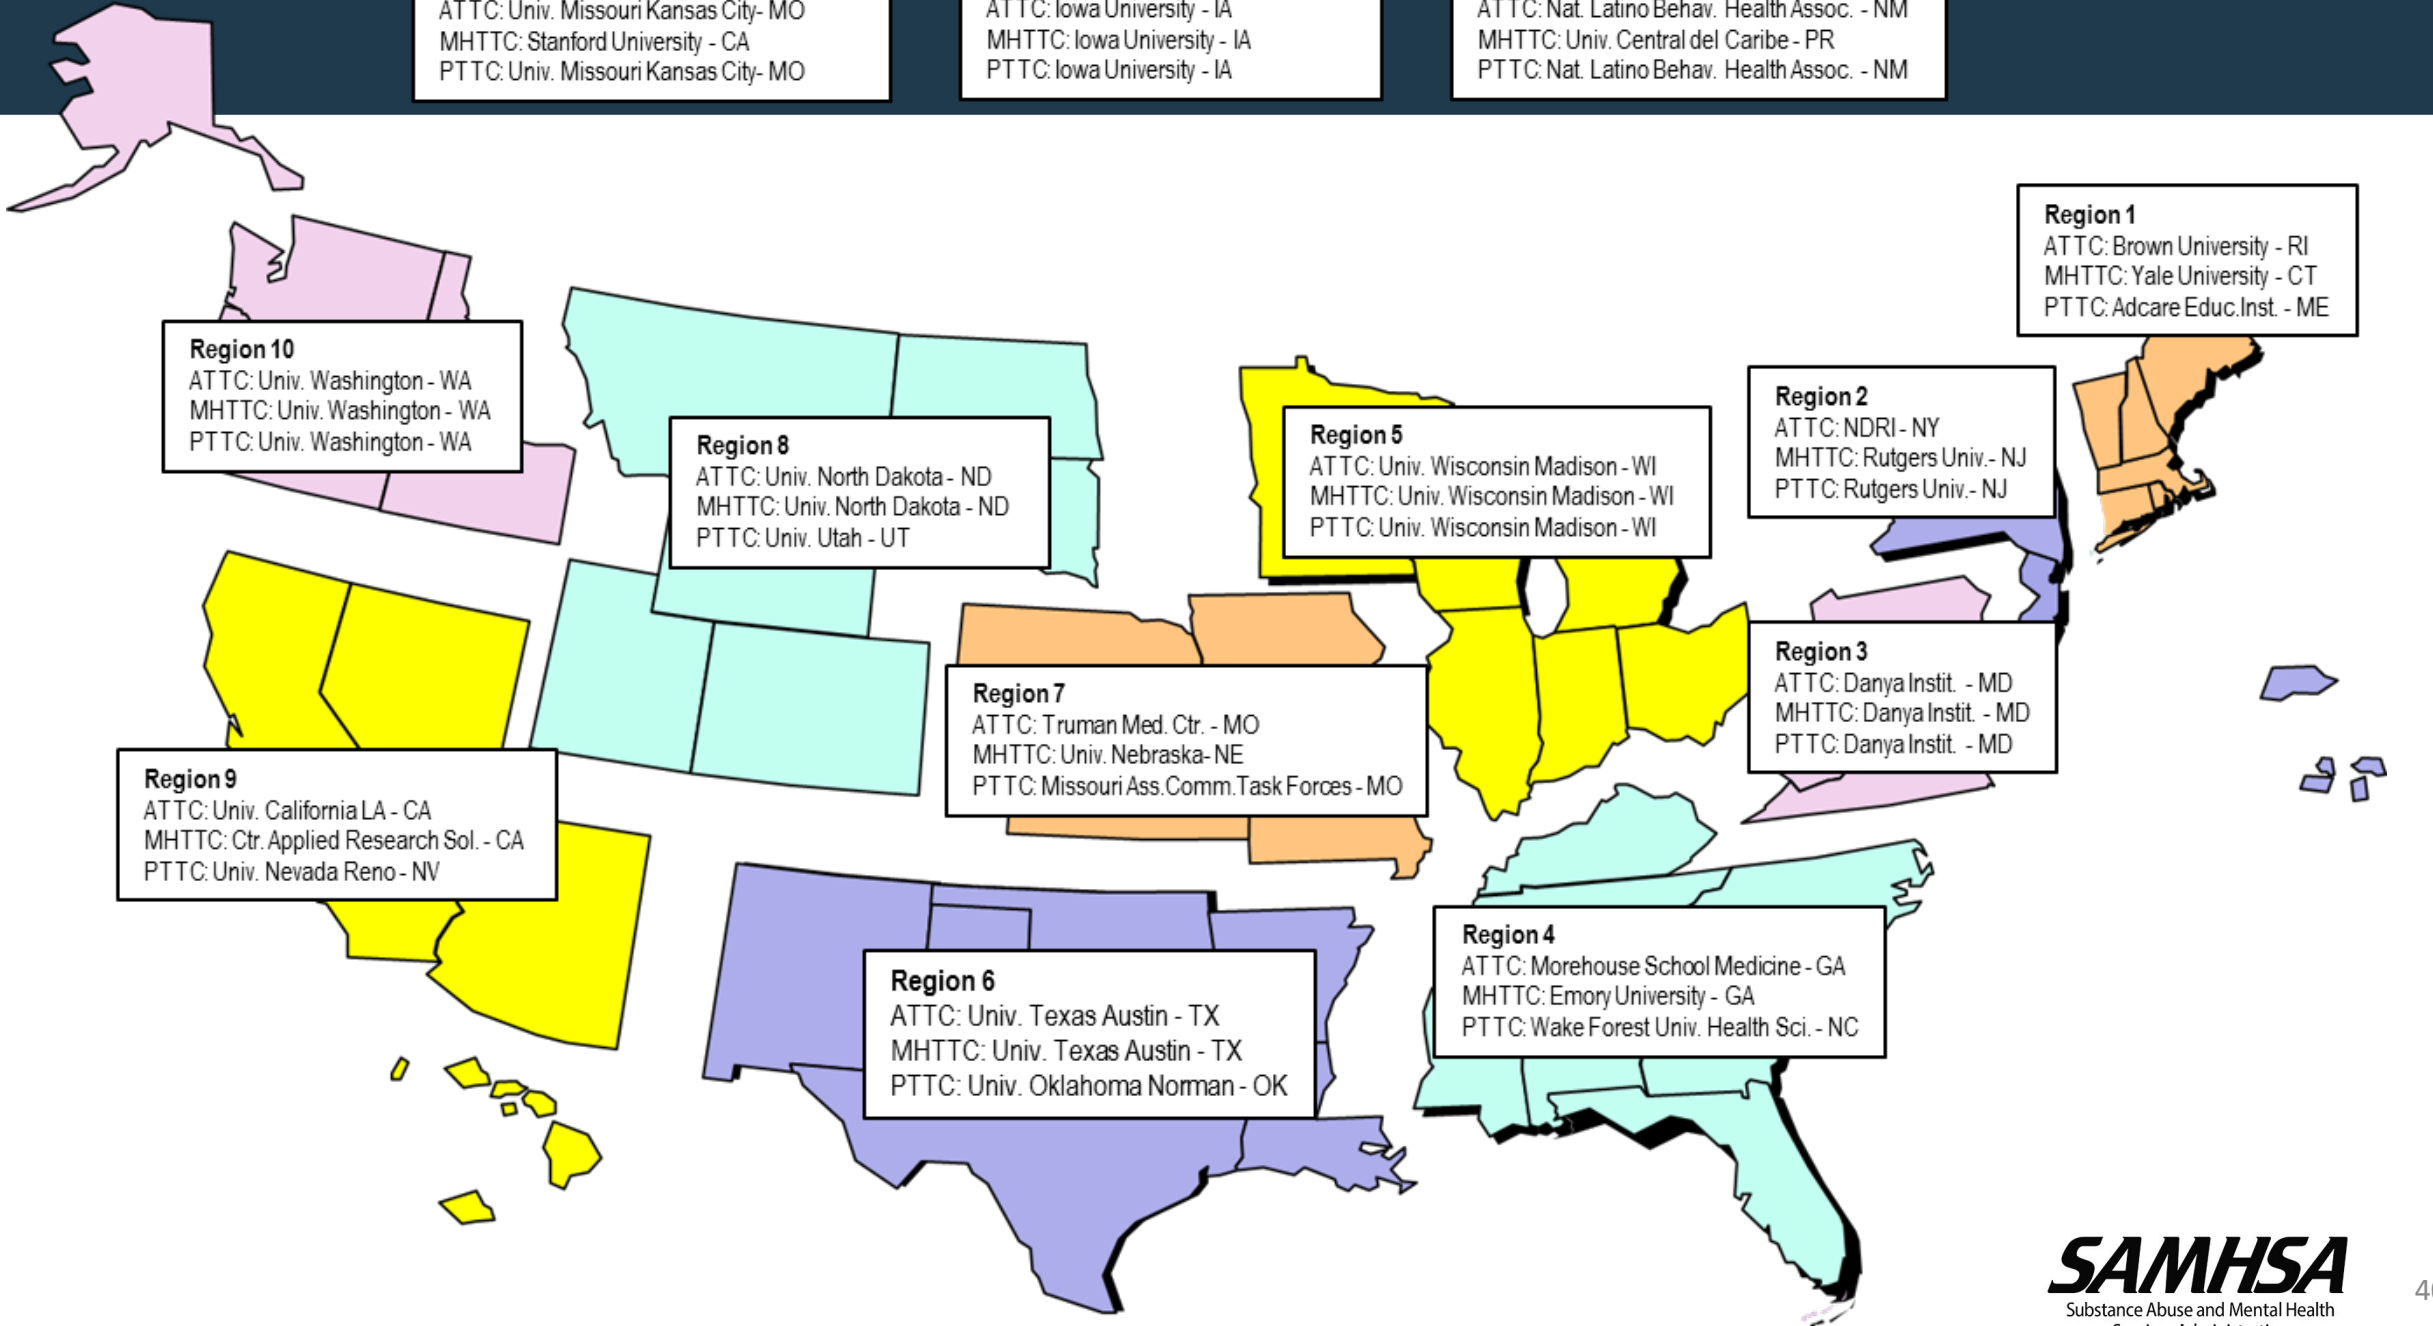 ATTC: Univ. Missouri Kansas City- MO
MHTTC: Stanford University - CA
PTTC: Univ. Missouri Kansas City- MO
ATTC: Iowa University - IA
MHTTC: Iowa University - IA
PTTC: Iowa University - IA
ATTC: Nat. Latino Behav. Health Assoc. - NM
MHTTC: Univ. Central del Caribe - PR
PTTC: Nat. Latino Behav. Health Assoc. - NM
Region 1
ATTC: Brown University - RI
MHTTC: Yale University - CT
PTTC: Adcare Educ.Inst. - ME
Region 10
ATTC: Univ. Washington - WA
MHTTC: Univ. Washington - WA
PTTC: Univ. Washington - WA
Region 8
ATTC: Univ. North Dakota - ND
MHTTC: Univ. North Dakota - ND
PTTC: Univ. Utah - UT
Region 5
ATTC: Univ. Wisconsin Madison - WI
MHTTC: Univ. Wisconsin Madison - WI
PTTC: Univ. Wisconsin Madison - WI
Region 2
ATTC: NDRI - NY
MHTTC: Rutgers Univ.- NJ
PTTC: Rutgers Univ.- NJ
Region 3
ATTC: Danya Instit. - MD
MHTTC: Danya Instit. - MD
PTTC: Danya Instit. - MD
Region 7
ATTC: Truman Med. Ctr. - MO
MHTTC: Univ. Nebraska- NE
PTTC: Missouri Ass.Comm.Task Forces - MO
Region 9
ATTC: Univ. California LA - CA
MHTTC: Ctr. Applied Research Sol. - CA
PTTC: Univ. Nevada Reno - NV
Region 6
ATTC: Univ. Texas Austin - TX
MHTTC: Univ. Texas Austin - TX
PTTC: Univ. Oklahoma Norman - OK
Region 4
ATTC: Morehouse School Medicine - GA
MHTTC: Emory University - GA
PTTC: Wake Forest Univ. Health Sci. - NC
SAMHSA
Substance Abuse and Mental Health